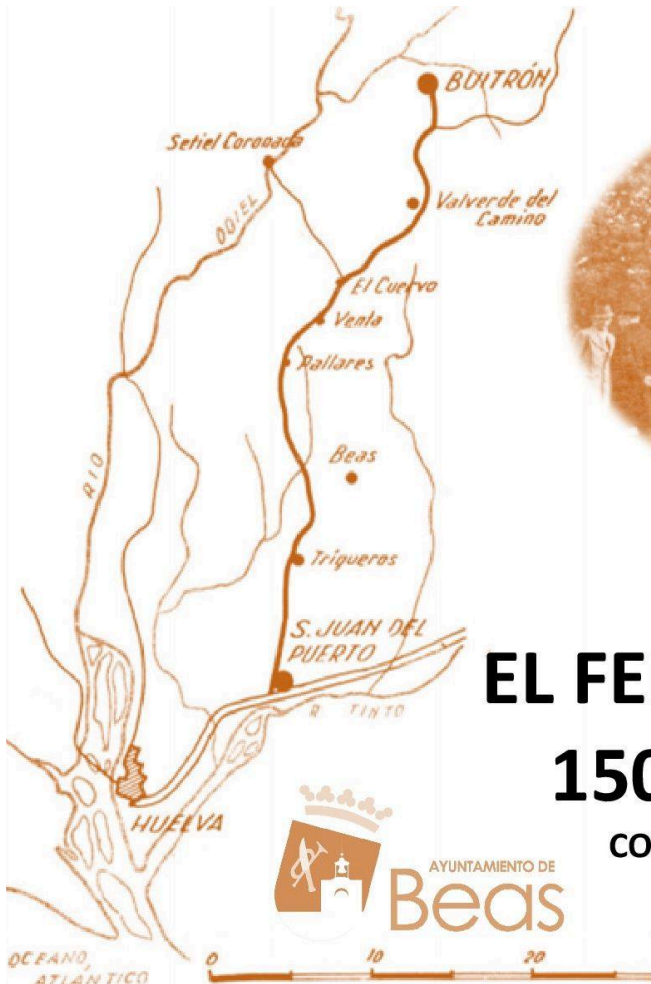 BUITRÓN
Sotiel Coronada
ODIEL
Valverde del
Camino
El Cuervo
Venta
Pallares
RIO
Beas
Trigueros
S. JUAN DEL
PUERTO
R. TINTO
HUELVA
EL FE
150
CO
AYUNTAMIENTO DE
Beas
OCEANO
ATLANTICO
0 10 20